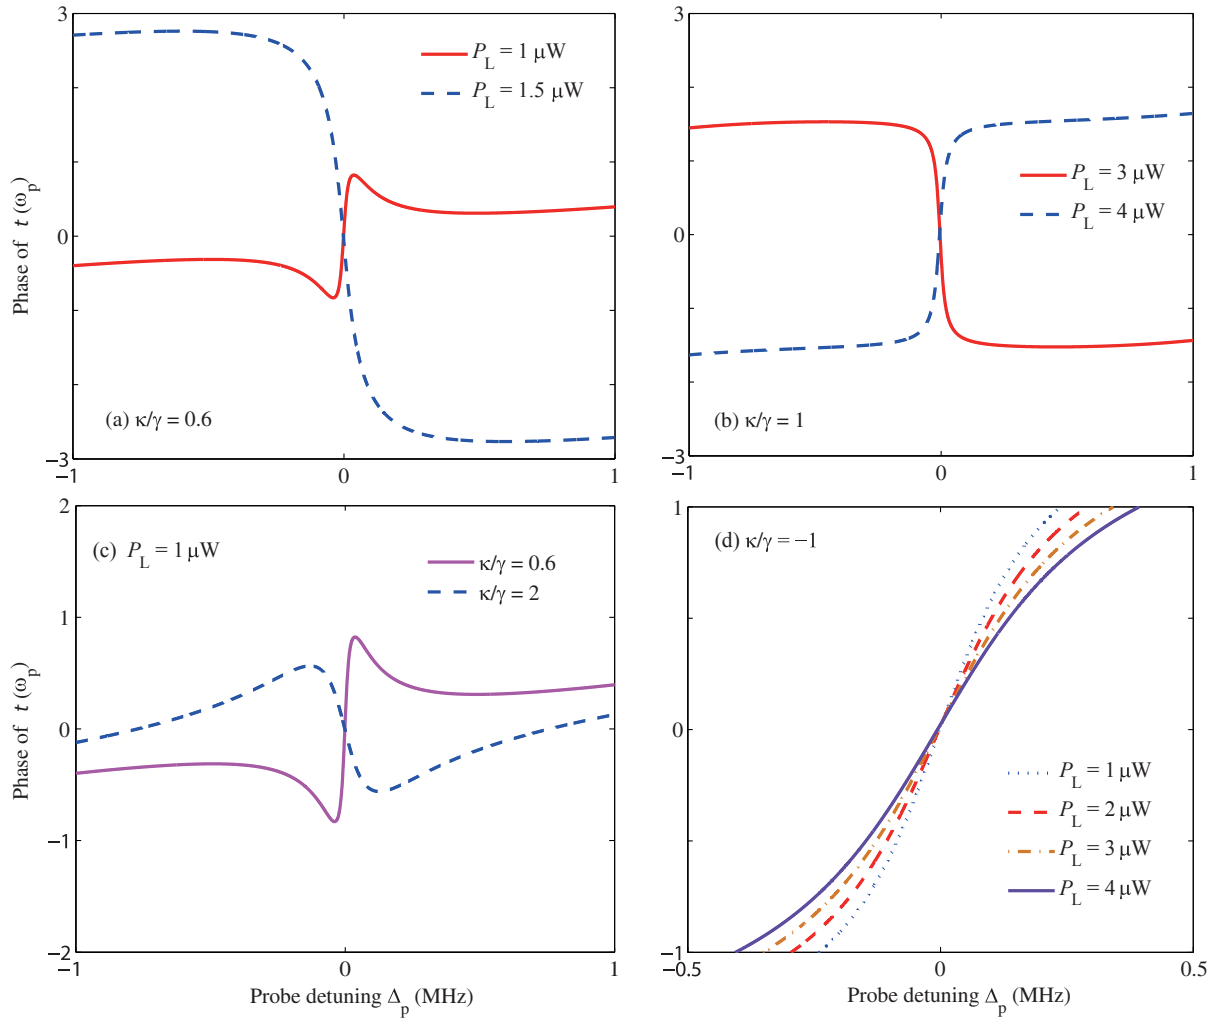 3
0
−3
−1
0
1
Phase of t (ωp)
P_L = 1 μW
P_L = 1.5 μW
(a) κ/γ = 0.6
3
0
−3
−1
0
1
P_L = 3 μW
P_L = 4 μW
(b) κ/γ = 1
2
1
0
−1
−2
−1
0
1
Phase of t (ω_p)
Probe detuning Δ_p (MHz)
(c) P_L = 1 μW
κ/γ = 0.6
κ/γ = 2
1
0
−1
−0.5
0
0.5
Probe detuning Δ_p (MHz)
(d) κ/γ = −1
P_L = 1 μW
P_L = 2 μW
P_L = 3 μW
P_L = 4 μW